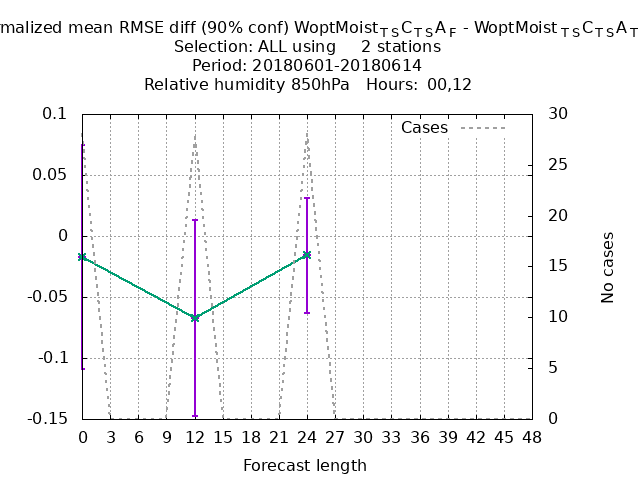 rmalized mean RMSE diff (90% conf) WoptMoist_TSC_TSA_F - WoptMoist_TSC_TSA_T
Selection: ALL using     2 stations
Period: 20180601-20180614
Relative humidity 850hPa   Hours:  00,12
Cases
0.1
0.05
0
-0.05
-0.1
-0.15
30
25
20
15
10
5
0
No cases
0 3 6 9 12 15 18 21 24 27 30 33 36 39 42 45 48
Forecast length